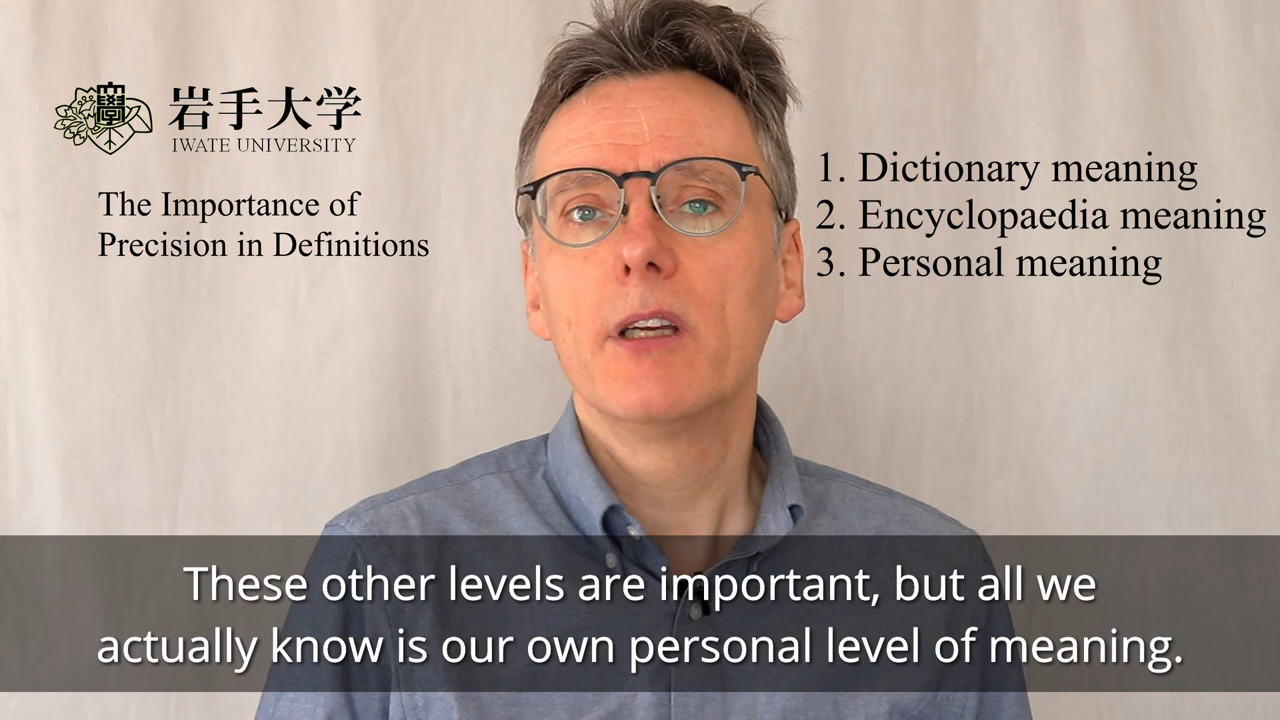 岩手大学
IWATE UNIVERSITY
The Importance of
Precision in Definitions
1. Dictionary meaning
2. Encyclopaedia meaning
3. Personal meaning
These other levels are important, but all we
actually know is our own personal level of meaning.